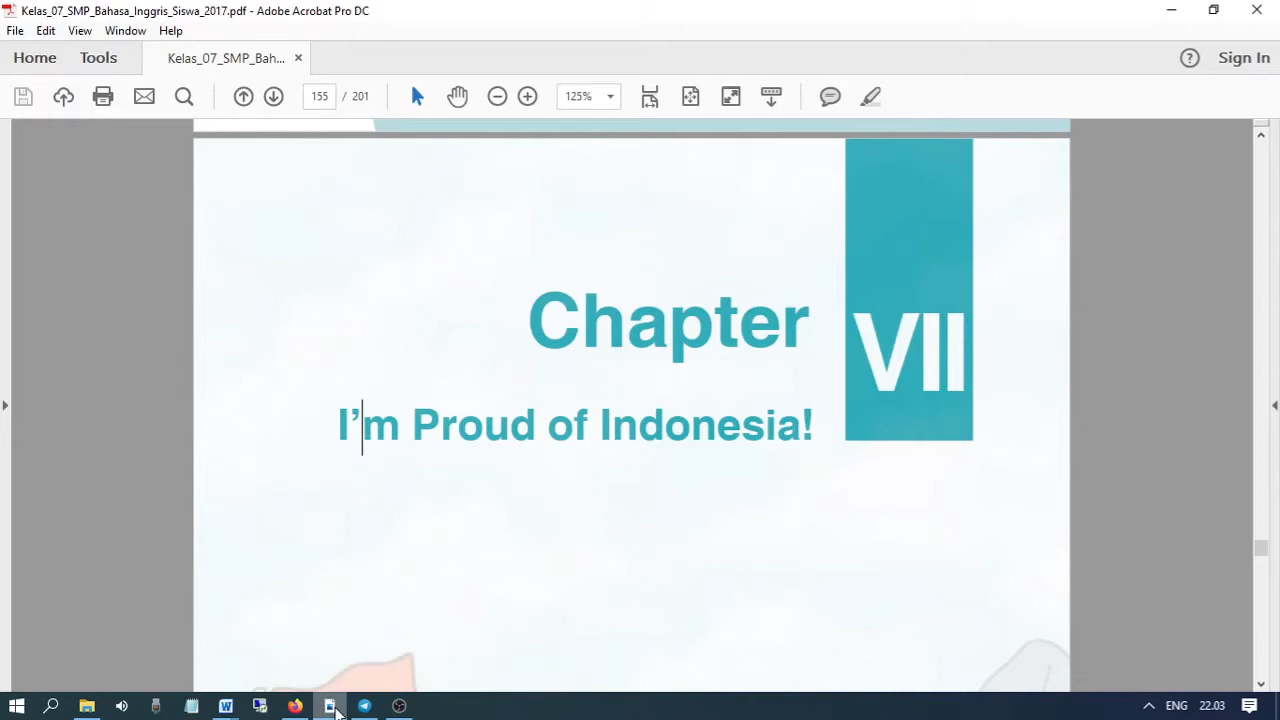 Kelas_07_SMP_Bahasa_Inggris_Siswa_2017.pdf - Adobe Acrobat Pro DC
File Edit View Window Help
Home Tools Kelas_07_SMP_Bah... × Sign In
155 / 201 125%
Chapter VII
I’m Proud of Indonesia!
ENG 22.03